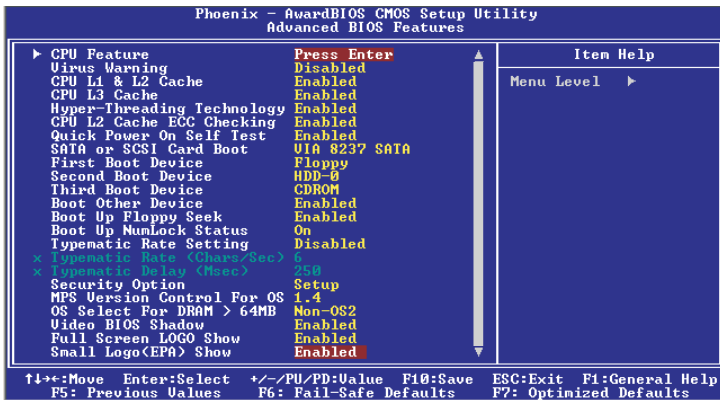 Phoenix – AwardBIOS CMOS Setup Utility
Advanced BIOS Features
CPU Feature Press Enter
Virus Warning Disabled
CPU L1 & L2 Cache Enabled
CPU L3 Cache Enabled
Hyper-Threading Technology Enabled
CPU L2 Cache ECC Checking Enabled
Quick Power On Self Test Enabled
SATA or SCSI Card Boot VIA 8237 SATA
First Boot Device Floppy
Second Boot Device HDD-0
Third Boot Device CDROM
Boot Other Device Enabled
Boot Up Floppy Seek Enabled
Boot Up NumLock Status On
Typematic Rate Setting Disabled
x Typematic Rate (Chars/Sec) 6
x Typematic Delay (Msec) 250
Security Option Setup
MPS Version Control For OS 1.4
OS Select For DRAM > 64MB Non-OS2
Video BIOS Shadow Enabled
Full Screen LOGO Show Enabled
Small Logo(EPA) Show Enabled
Item Help
Menu Level
↑↓→←:Move Enter:Select +/-/PU/PD:Value F10:Save ESC:Exit F1:General Help
F5: Previous Values F6: Fail-Safe Defaults F7: Optimized Defaults